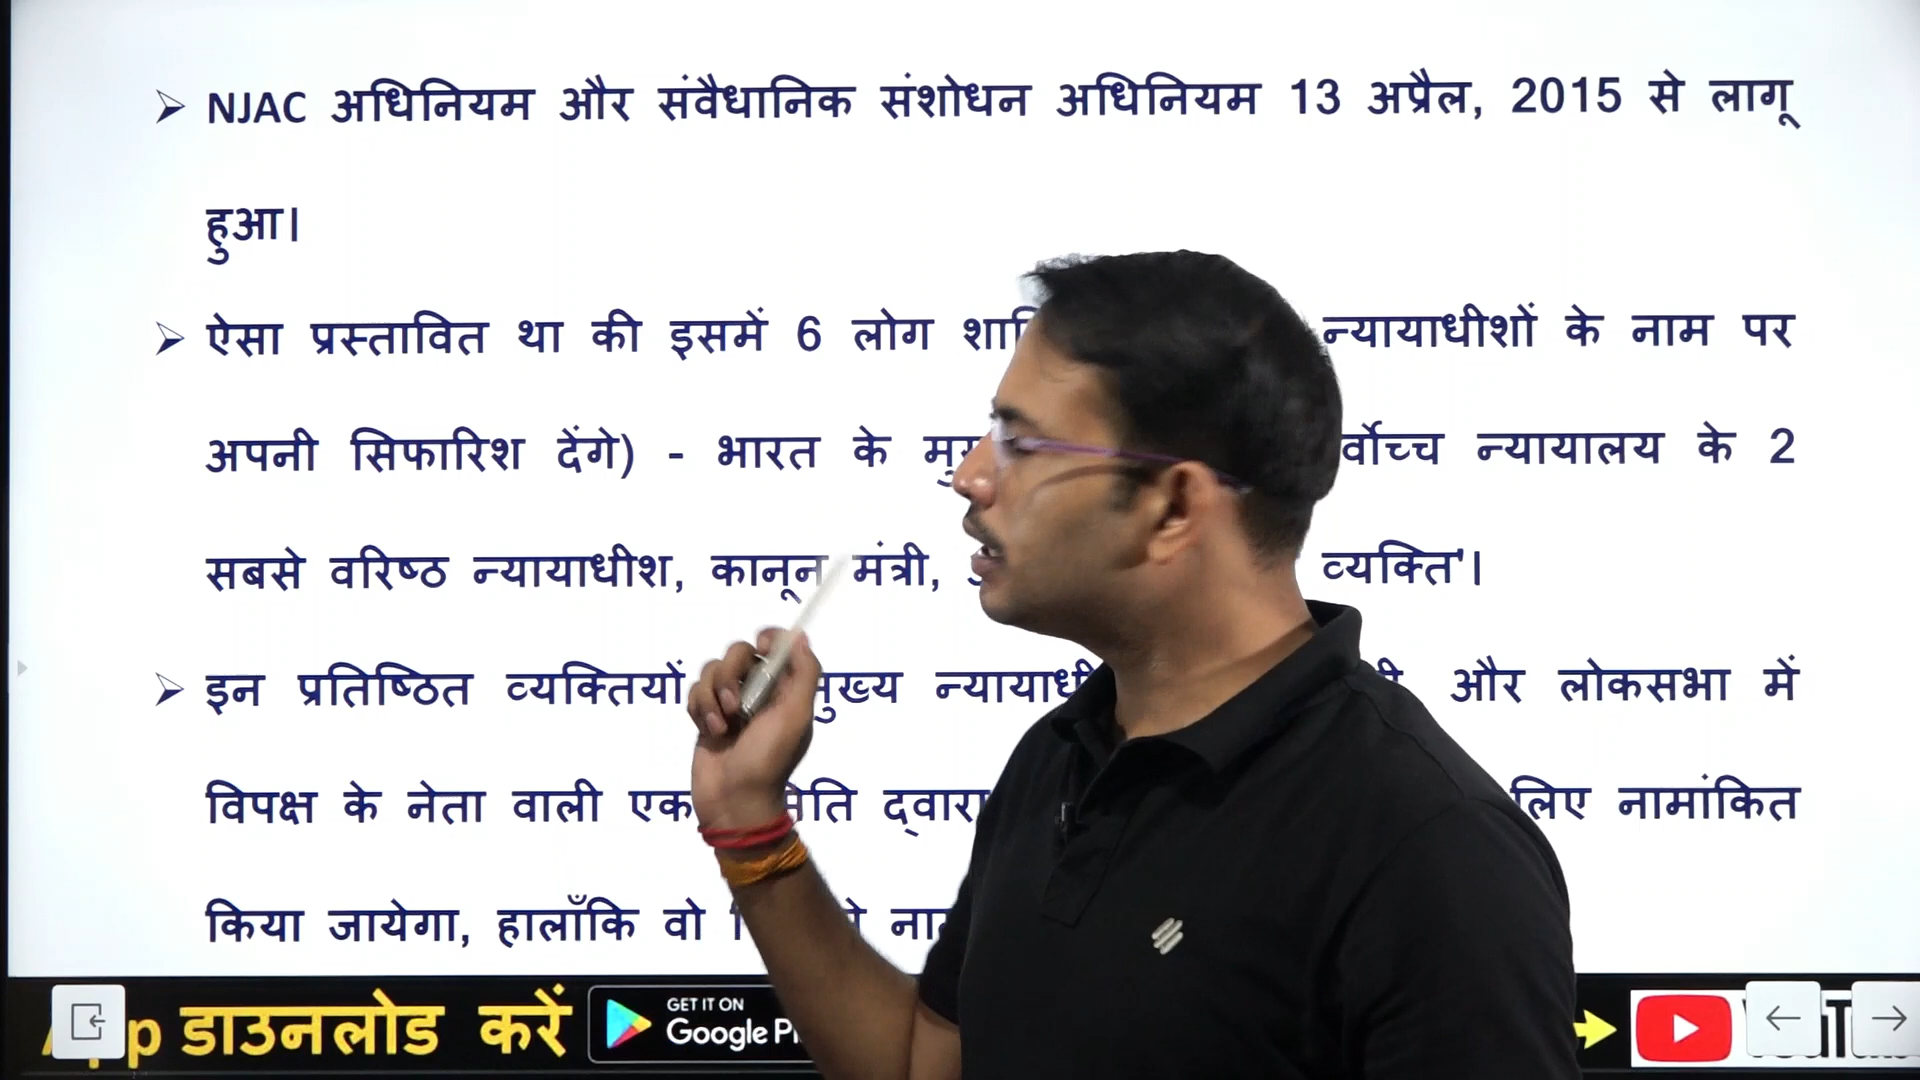 ➢ NJAC अधिनियम और संवैधानिक संशोधन अधिनियम 13 अप्रैल, 2015 से लागू
हुआ।
➢ ऐसा प्रस्तावित था की इसमें 6 लोग न्यायाधीशों के नाम पर
अपनी सिफारिश देंगे) - भारत के न्यायालय के 2
सबसे वरिष्ठ न्यायाधीश, कानून मंत्री, व्यक्ति'।
➢ इन प्रतिष्ठित व्यक्तियों और लोकसभा में
विपक्ष के नेता वाली एक द्वारा लिए नामांकित
किया जायेगा, हालाँकि वो
डाउनलोड करें GET IT ON
Google